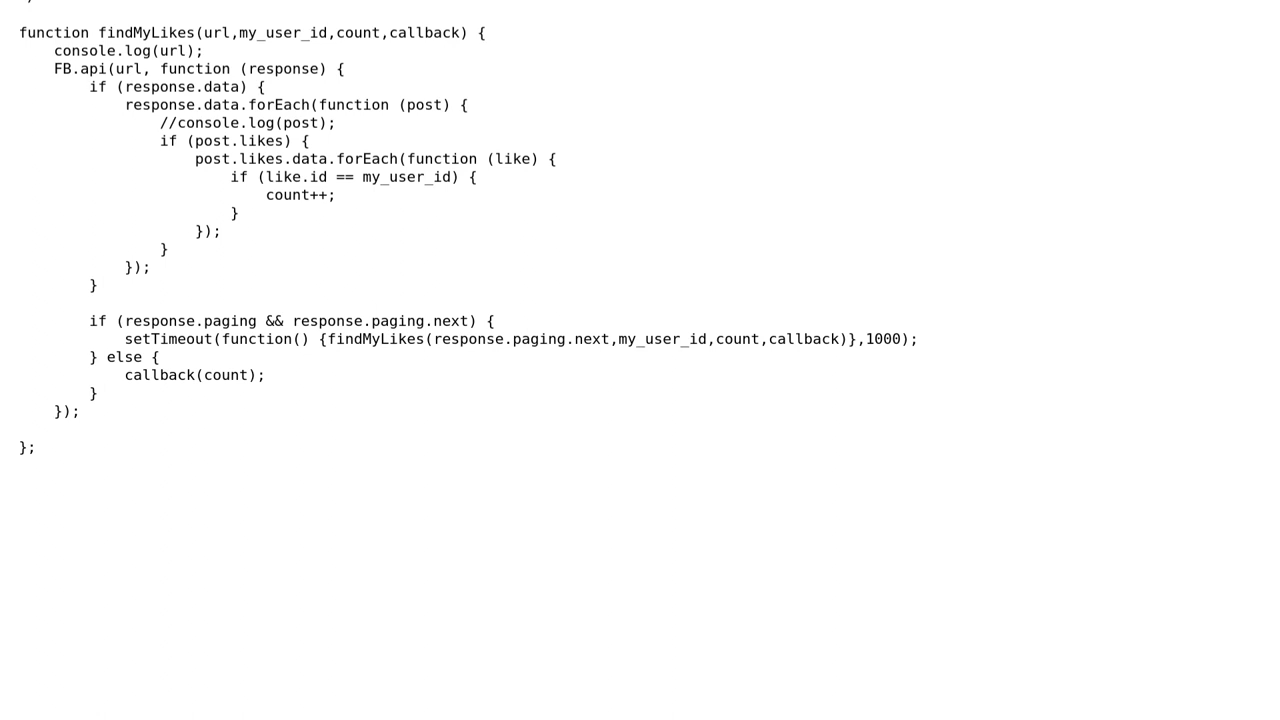 function findMyLikes(url,my_user_id,count,callback) {
    console.log(url);
    FB.api(url, function (response) {
        if (response.data) {
            response.data.forEach(function (post) {
                //console.log(post);
                if (post.likes) {
                    post.likes.data.forEach(function (like) {
                        if (like.id == my_user_id) {
                            count++;
                        }
                    });
                }
            });
        }

        if (response.paging && response.paging.next) {
            setTimeout(function() {findMyLikes(response.paging.next,my_user_id,count,callback)},1000);
        } else {
            callback(count);
        }
    });

};